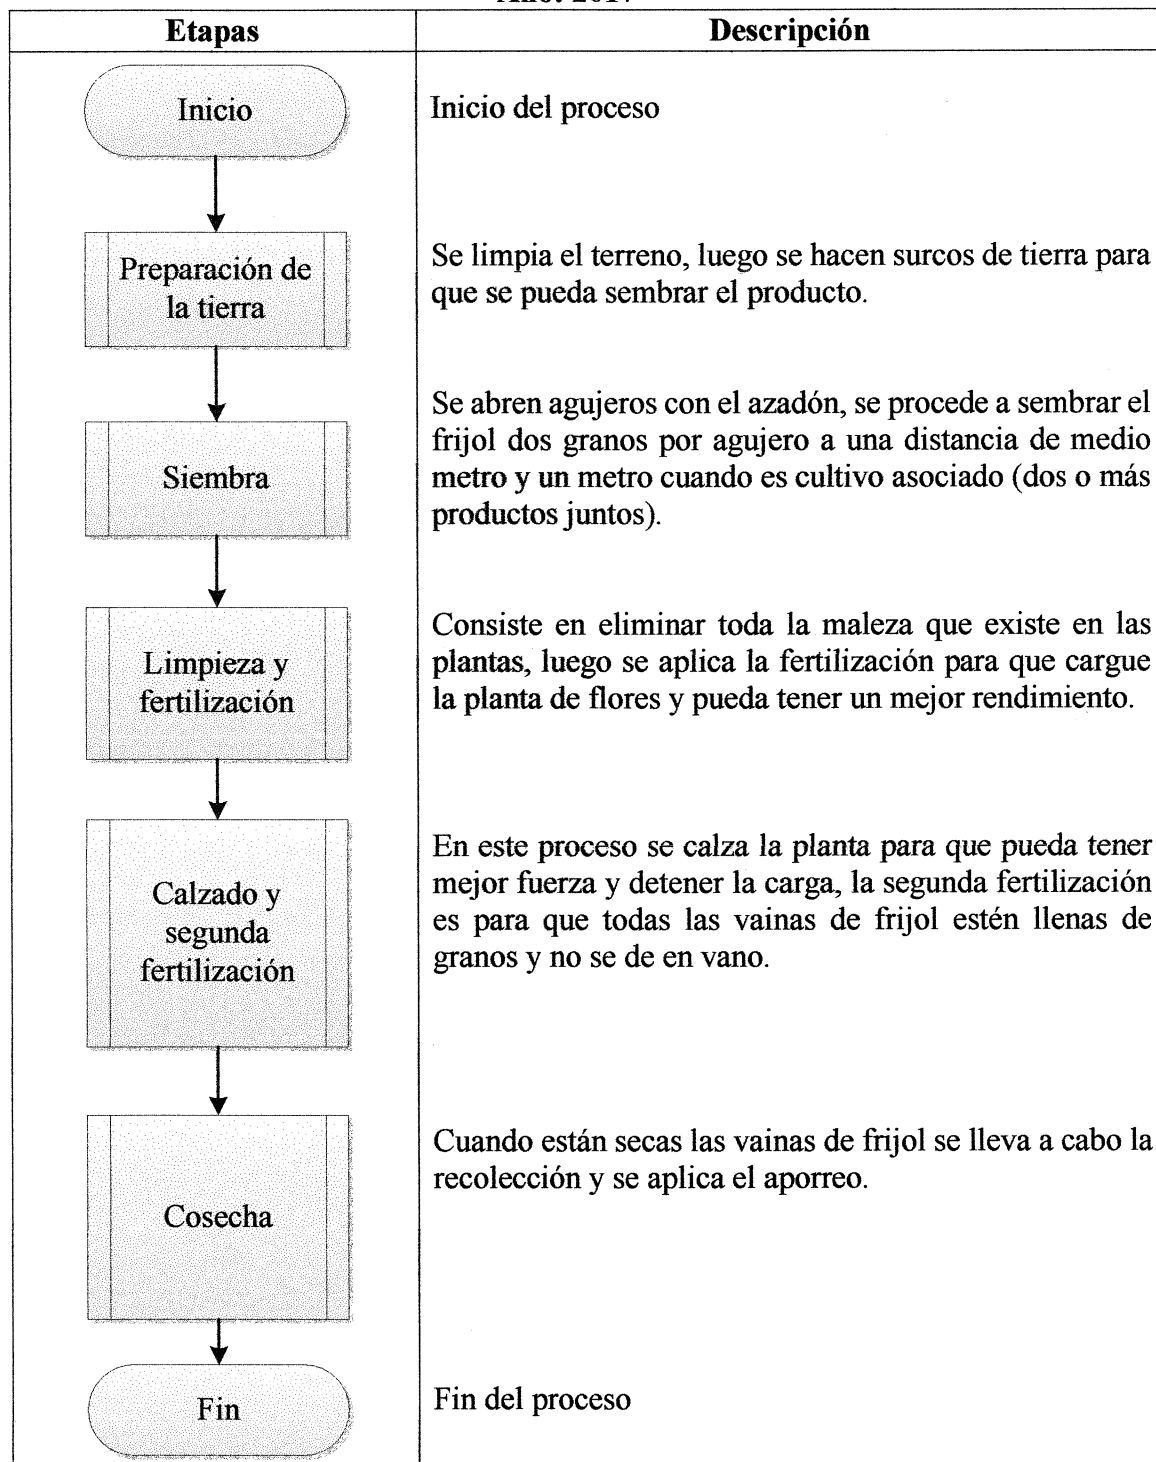 Etapas
Descripción
Inicio
Inicio del proceso
Preparación de
la tierra
Se limpia el terreno, luego se hacen surcos de tierra para
que se pueda sembrar el producto.
Siembra
Se abren agujeros con el azadón, se procede a sembrar el
frijol dos granos por agujero a una distancia de medio
metro y un metro cuando es cultivo asociado (dos o más
productos juntos).
Limpieza y
fertilización
Consiste en eliminar toda la maleza que existe en las
plantas, luego se aplica la fertilización para que cargue
la planta de flores y pueda tener un mejor rendimiento.
Calzado y
segunda
fertilización
En este proceso se calza la planta para que pueda tener
mejor fuerza y detener la carga, la segunda fertilización
es para que todas las vainas de frijol estén llenas de
granos y no se de en vano.
Cosecha
Cuando están secas las vainas de frijol se lleva a cabo la
recolección y se aplica el aporreo.
Fin
Fin del proceso